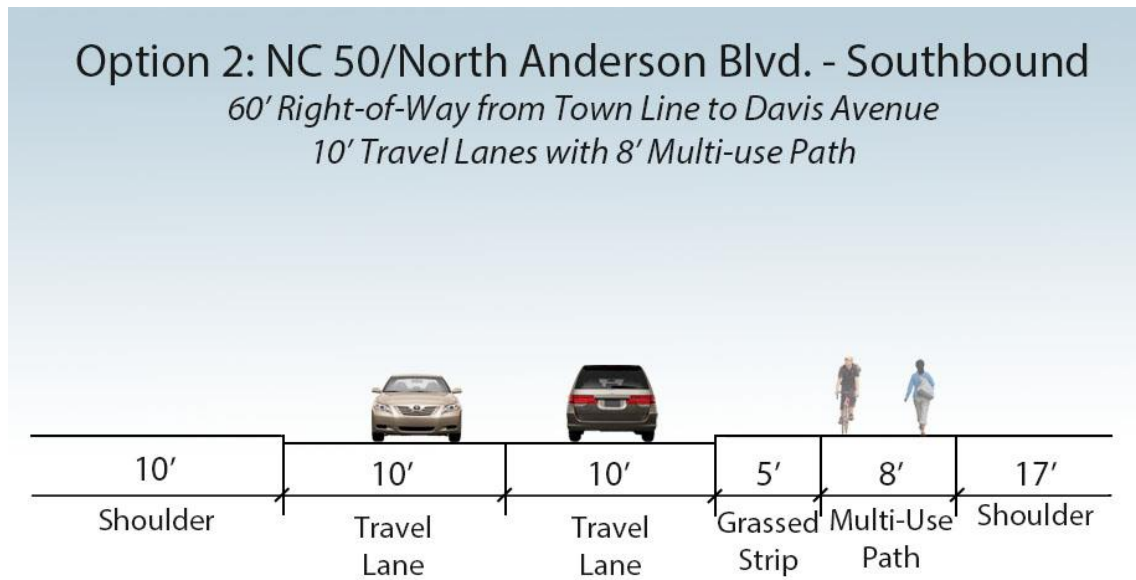 Option 2: NC 50/North Anderson Blvd. - Southbound
60’ Right-of-Way from Town Line to Davis Avenue
10’ Travel Lanes with 8’ Multi-use Path
10’ 10’ 10’ 5’ 8’ 17’
Shoulder Travel Travel Grassed Multi-Use Shoulder
Lane Lane Strip Path